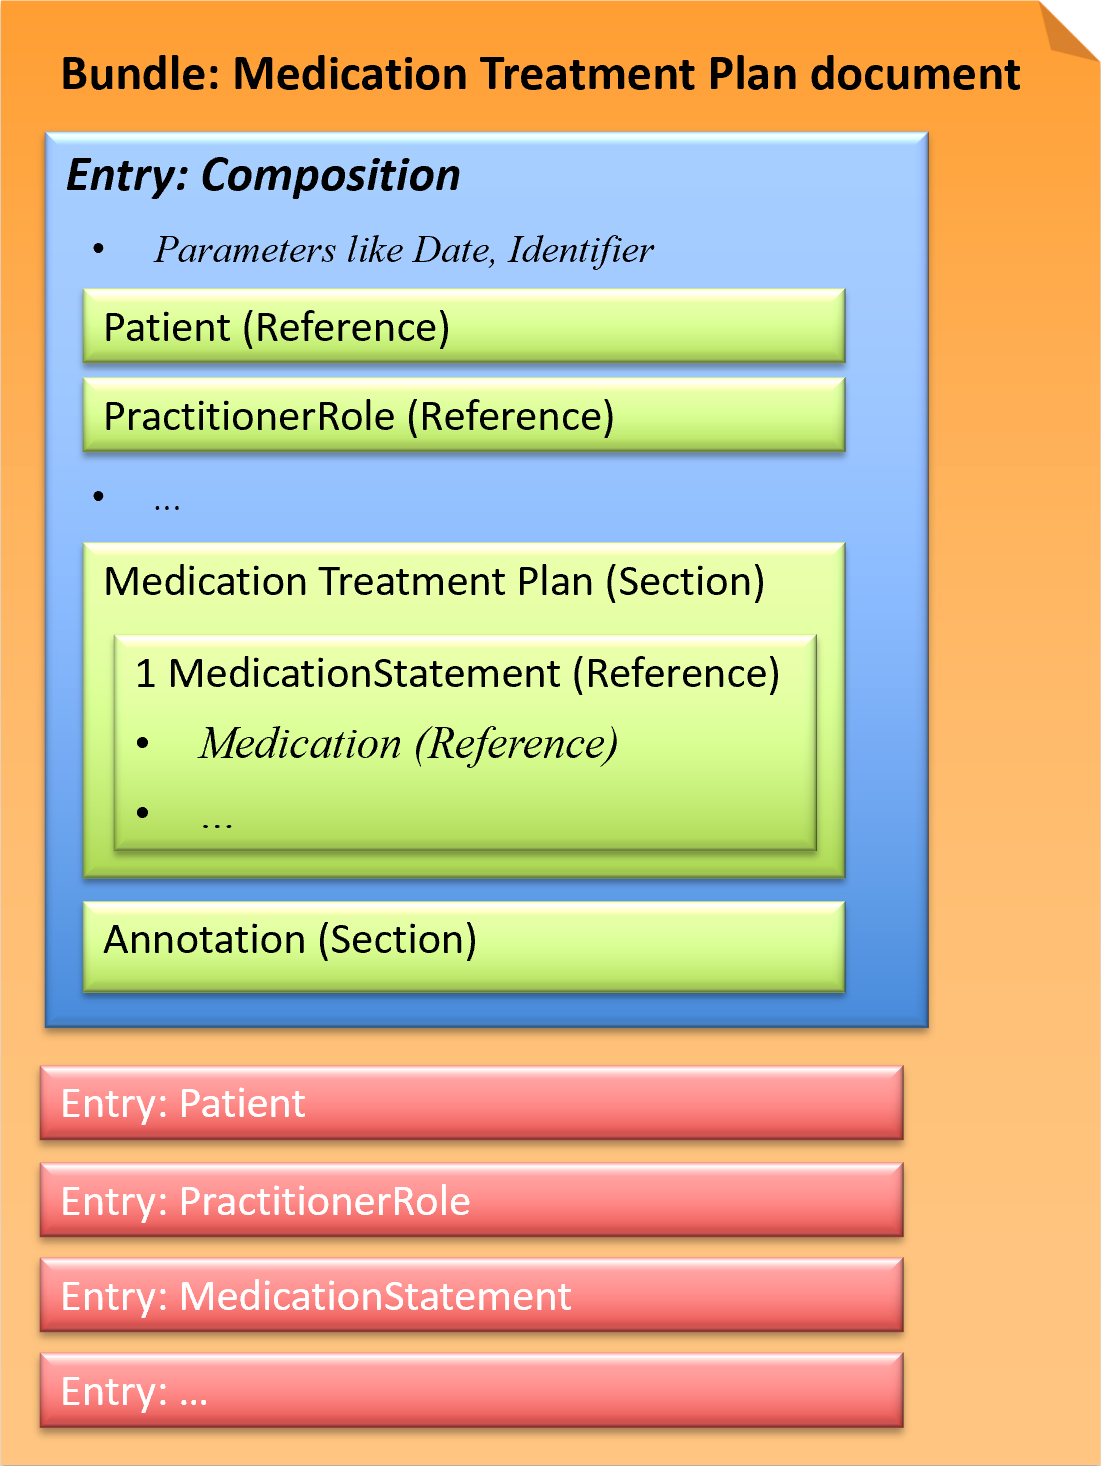 Bundle: Medication Treatment Plan document
Entry: Composition
• Parameters like Date, Identifier
Patient (Reference)
PractitionerRole (Reference)
• ...
Medication Treatment Plan (Section)
1 MedicationStatement (Reference)
• Medication (Reference)
• ...
Annotation (Section)
Entry: Patient
Entry: PractitionerRole
Entry: MedicationStatement
Entry: ...